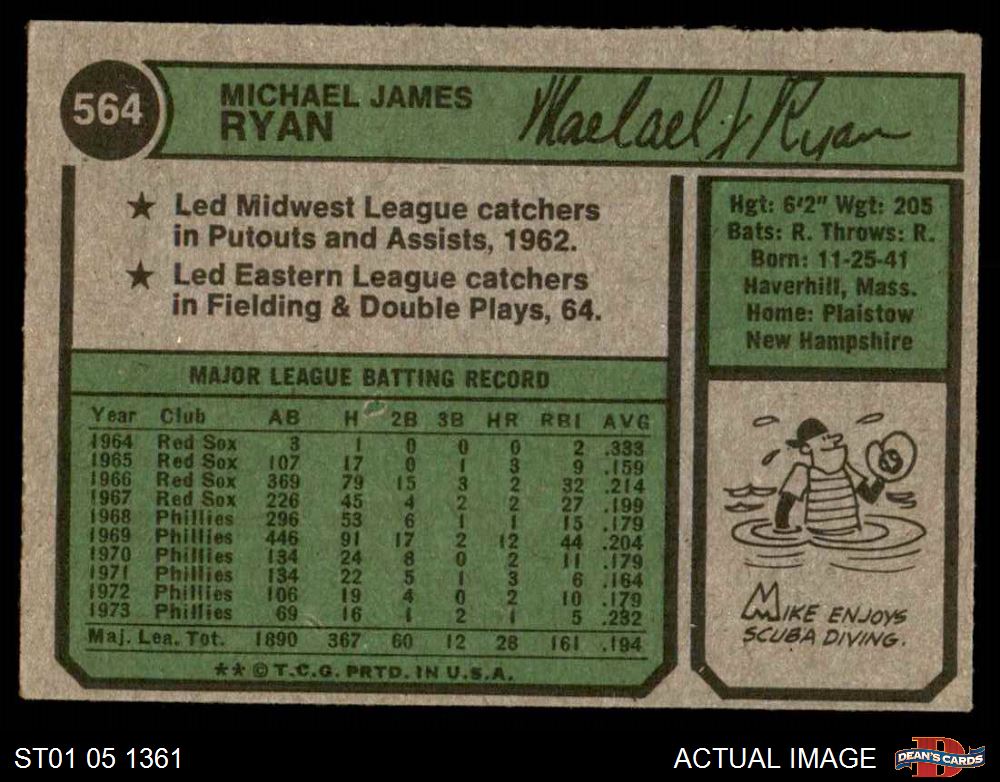 564
MICHAEL JAMES
RYAN
Michael J Ryan
★ Led Midwest League catchers
in Putouts and Assists, 1962.
★ Led Eastern League catchers
in Fielding & Double Plays, 64.
Hgt: 6'2" Wgt: 205
Bats: R. Throws: R.
Born: 11-25-41
Haverhill, Mass.
Home: Plaistow
New Hampshire
MAJOR LEAGUE BATTING RECORD
Year Club AB H 2B 3B HR RBI AVG
1964 Red Sox 3 1 0 0 0 2 .333
1965 Red Sox 107 17 0 1 3 9 .159
1966 Red Sox 369 79 15 3 2 32 .214
1967 Red Sox 226 45 4 2 2 27 .199
1968 Phillies 296 53 6 1 1 15 .179
1969 Phillies 446 91 17 2 12 44 .204
1970 Phillies 134 24 8 0 2 11 .179
1971 Phillies 134 22 5 1 3 6 .164
1972 Phillies 106 19 4 0 2 10 .179
1973 Phillies 69 16 1 2 1 5 .232
Maj. Lea. Tot. 1890 367 60 12 28 161 .194
** © T.C.G. PRTD. IN U.S.A.
MIKE ENJOYS
SCUBA DIVING.
ST01 05 1361
ACTUAL IMAGE
D
DEAN'S CARDS